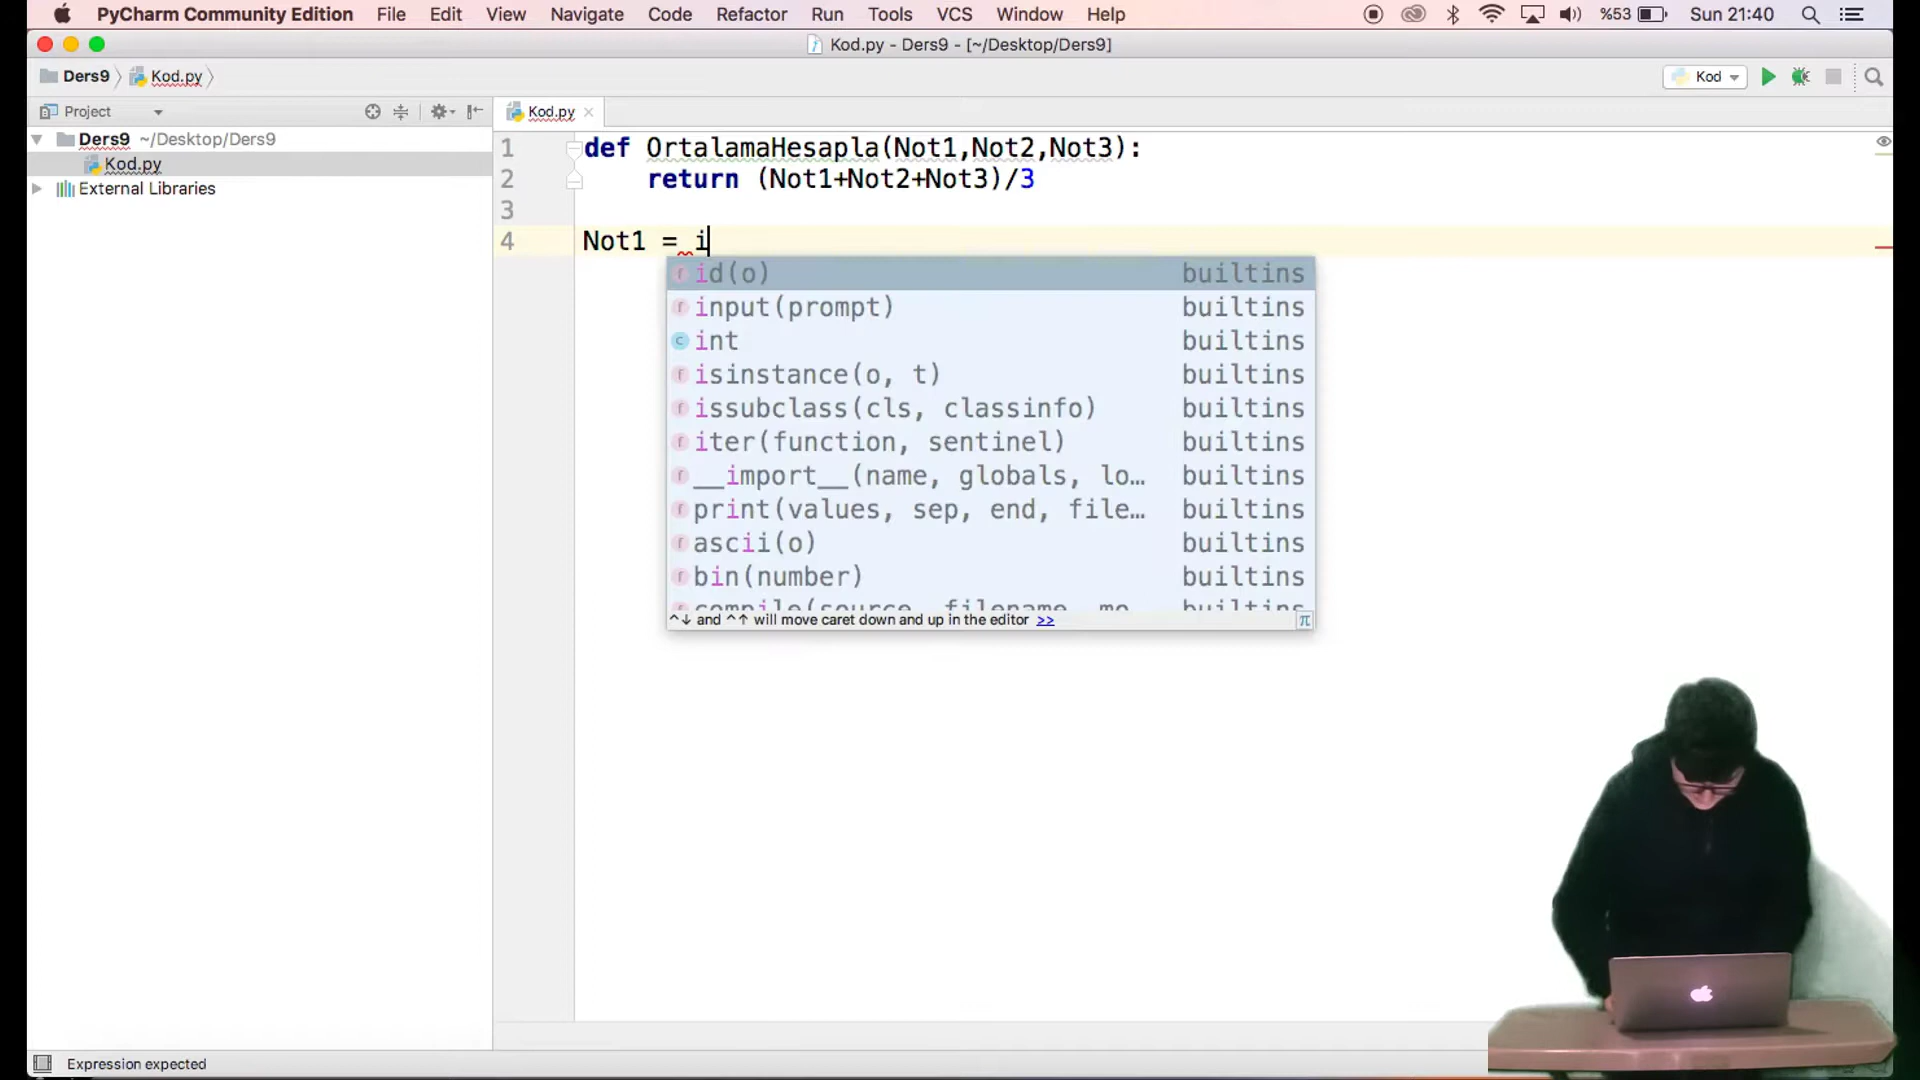 PyCharm Community Edition File Edit View Navigate Code Refactor Run Tools VCS Window Help %53 Sun 21:40
Kod.py - Ders9 - [~/Desktop/Ders9]
Ders9 Kod.py Kod
Project Kod.py
Ders9 ~/Desktop/Ders9
Kod.py
External Libraries
1 def OrtalamaHesapla(Not1,Not2,Not3):
2 return (Not1+Not2+Not3)/3
3
4 Not1 = i
id(o) builtins
input(prompt) builtins
int builtins
isinstance(o, t) builtins
issubclass(cls, classinfo) builtins
iter(function, sentinel) builtins
__import__(name, globals, lo… builtins
print(values, sep, end, file… builtins
ascii(o) builtins
bin(number) builtins
compile(source, filename, mo builtins
^↓ and ^↑ will move caret down and up in the editor >> π
Expression expected